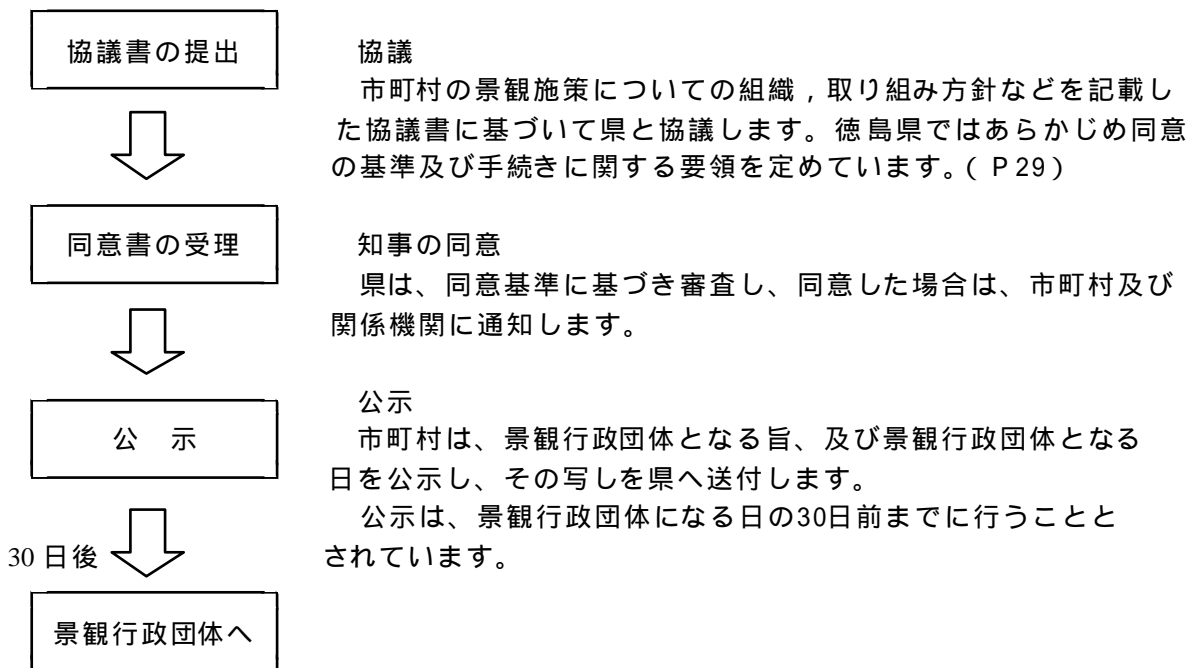 協議書の提出
協議
市町村の景観施策についての組織，取り組み方針などを記載し
た協議書に基づいて県と協議します。徳島県ではあらかじめ同意
の基準及び手続きに関する要領を定めています。（P29）
同意書の受理
知事の同意
県は、同意基準に基づき審査し、同意した場合は、市町村及び
関係機関に通知します。
公　示
公示
市町村は、景観行政団体となる旨、及び景観行政団体となる
日を公示し、その写しを県へ送付します。
公示は、景観行政団体になる日の30日前までに行うことと
されています。
30日後
景観行政団体へ